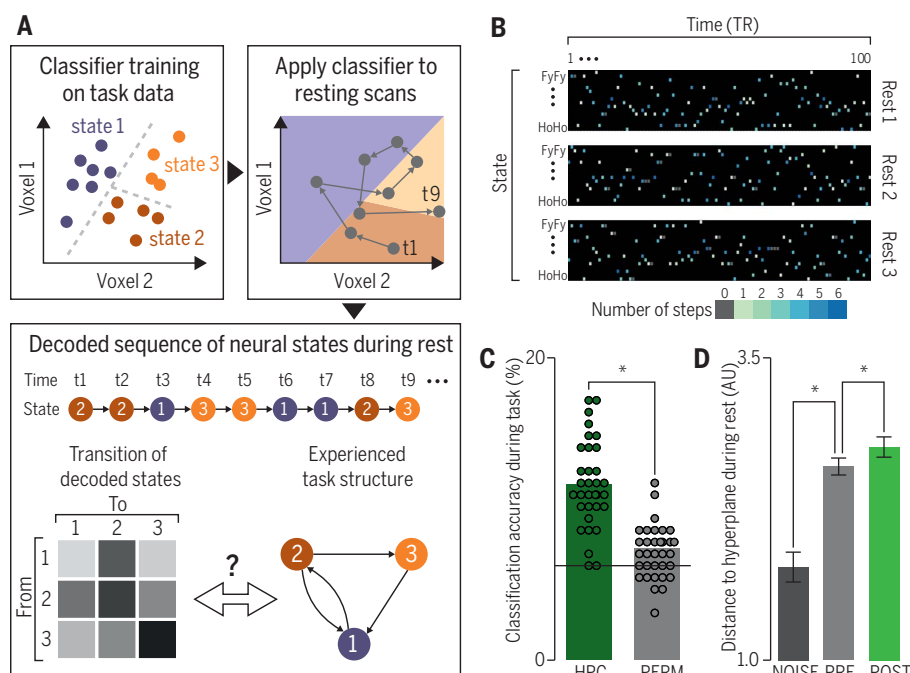 A
Classifier training
on task data
state 1
state 3
state 2
Voxel 1
Voxel 2
Apply classifier to
resting scans
t9
t1
Voxel 1
Voxel 2
Decoded sequence of neural states during rest
Time t1 t2 t3 t4 t5 t6 t7 t8 t9 •••
State 2 2 1 3 3 1 1 2 3
Transition of
decoded states
To
1 2 3
From
1
2
3
?
Experienced
task structure
2
3
1
B
Time (TR)
1 ••• 100
State
FyFy
HoHo
Rest 1
FyFy
HoHo
Rest 2
FyFy
HoHo
Rest 3
0 1 2 3 4 5 6
Number of steps
C
Classification accuracy during task (%)
20
0
*
HPC PERM
D
Distance to hyperplane during rest (AU)
3.5
1.0
* *
NOISE PRE POST